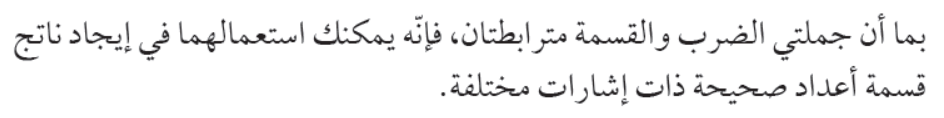 بما أن جملتي الضرب والقسمة مترابطتان، فإنّه يمكنك استعمالهما في إيجاد ناتج
قسمة أعداد صحيحة ذات إشارات مختلفة.